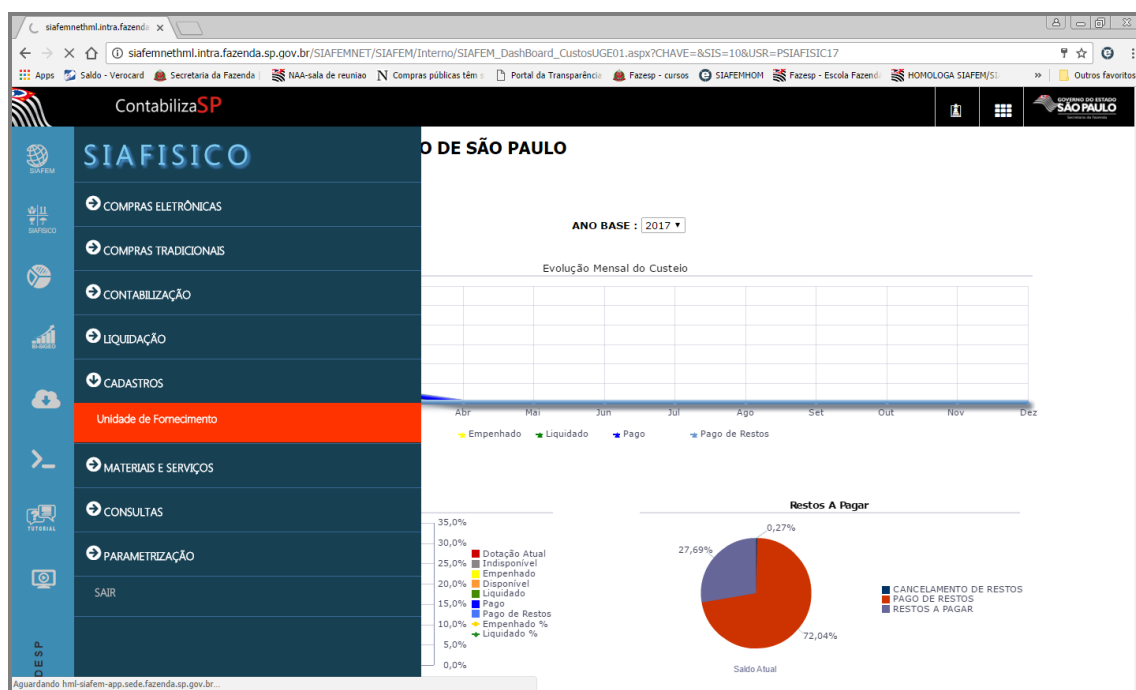 siafemnethml.intra.fazenda
siafemnethml.intra.fazenda.sp.gov.br/SIAFEMNET/SIAFEM/Interno/SIAFEM_DashBoard_CustosUGE01.aspx?CHAVE=&SIS=10&USR=PSIAFISIC17
Apps Saldo - Verocard Secretaria da Fazenda | NAA-sala de reuniao Compras públicas têm s Portal da Transparência Fazesp - cursos SIAFEMHOM Fazesp - Escola Fazend HOMOLOGA SIAFEM/SI » Outros favoritos
ContabilizaSP
GOVERNO DO ESTADO
SÃO PAULO
Secretaria da Fazenda
SIAFEM
SIAFISICO
TUTORIAL
DESP
SIAFISICO
COMPRAS ELETRÔNICAS
COMPRAS TRADICIONAIS
CONTABILIZAÇÃO
LIQUIDAÇÃO
CADASTROS
Unidade de Fornecimento
MATERIAIS E SERVIÇOS
CONSULTAS
PARAMETRIZAÇÃO
SAIR
O DE SÃO PAULO
ANO BASE : 2017
Evolução Mensal do Custeio
Abr Mai Jun Jul Ago Set Out Nov Dez
Empenhado Liquidado Pago Pago de Restos
35,0%
30,0%
25,0%
20,0%
15,0%
10,0%
5,0%
0,0%
Dotação Atual
Indisponível
Empenhado
Disponível
Liquidado
Pago
Pago de Restos
Empenhado %
Liquidado %
Restos A Pagar
0,27%
27,69%
72,04%
CANCELAMENTO DE RESTOS
PAGO DE RESTOS
RESTOS A PAGAR
Saldo Atual
Aguardando hml-siafem-app.sede.fazenda.sp.gov.br...